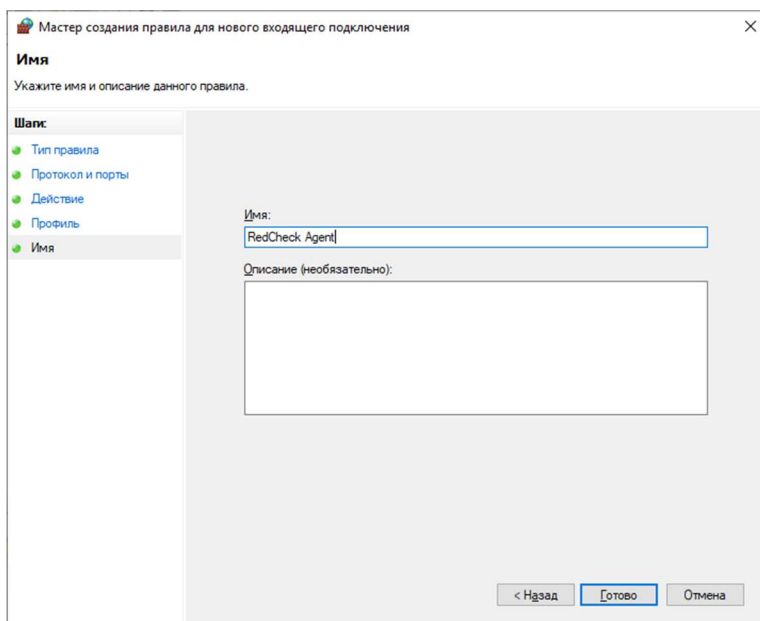 Мастер создания правила для нового входящего подключения
Имя
Укажите имя и описание данного правила.
Шаги:
Тип правила
Протокол и порты
Действие
Профиль
Имя
Имя:
RedCheck Agent
Описание (необязательно):
< Назад Готово Отмена